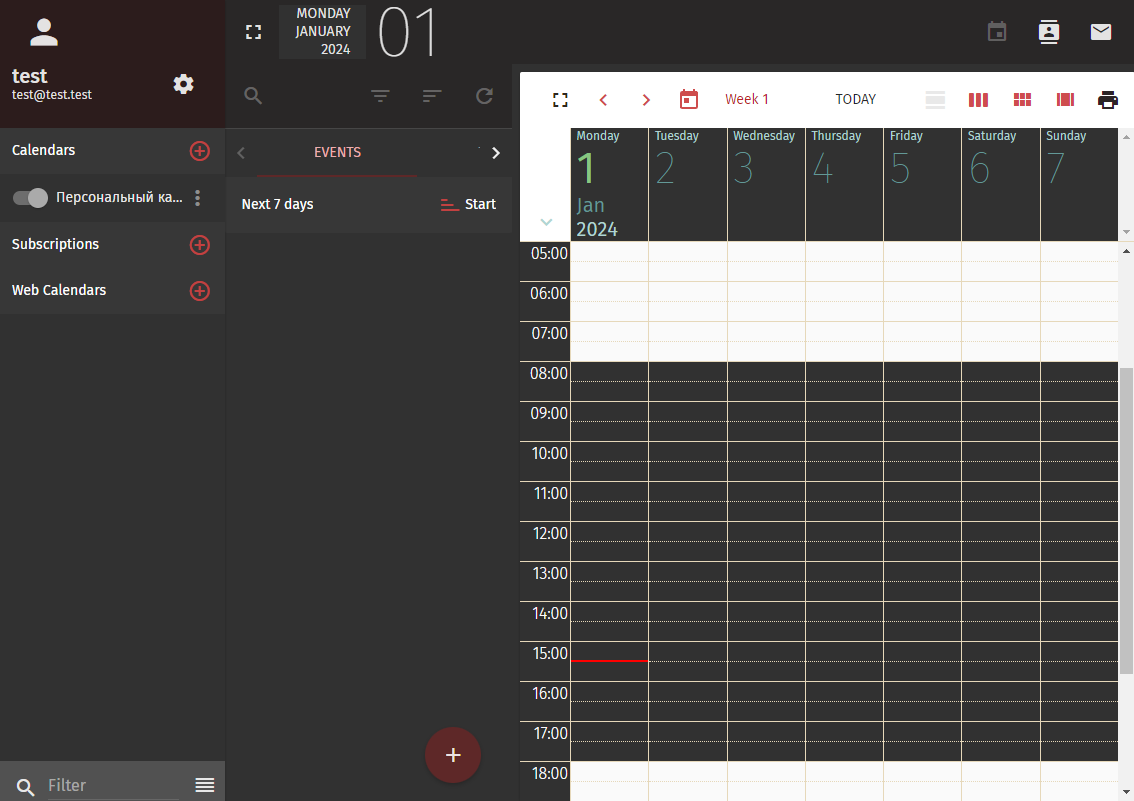 test
test@test.test
Calendars
Персональный ка...
Subscriptions
Web Calendars
Filter
MONDAY
JANUARY
2024
01
EVENTS
Next 7 days
Start
Week 1
TODAY
Monday
1
Jan
2024
Tuesday
2
Wednesday
3
Thursday
4
Friday
5
Saturday
6
Sunday
7
05:00
06:00
07:00
08:00
09:00
10:00
11:00
12:00
13:00
14:00
15:00
16:00
17:00
18:00